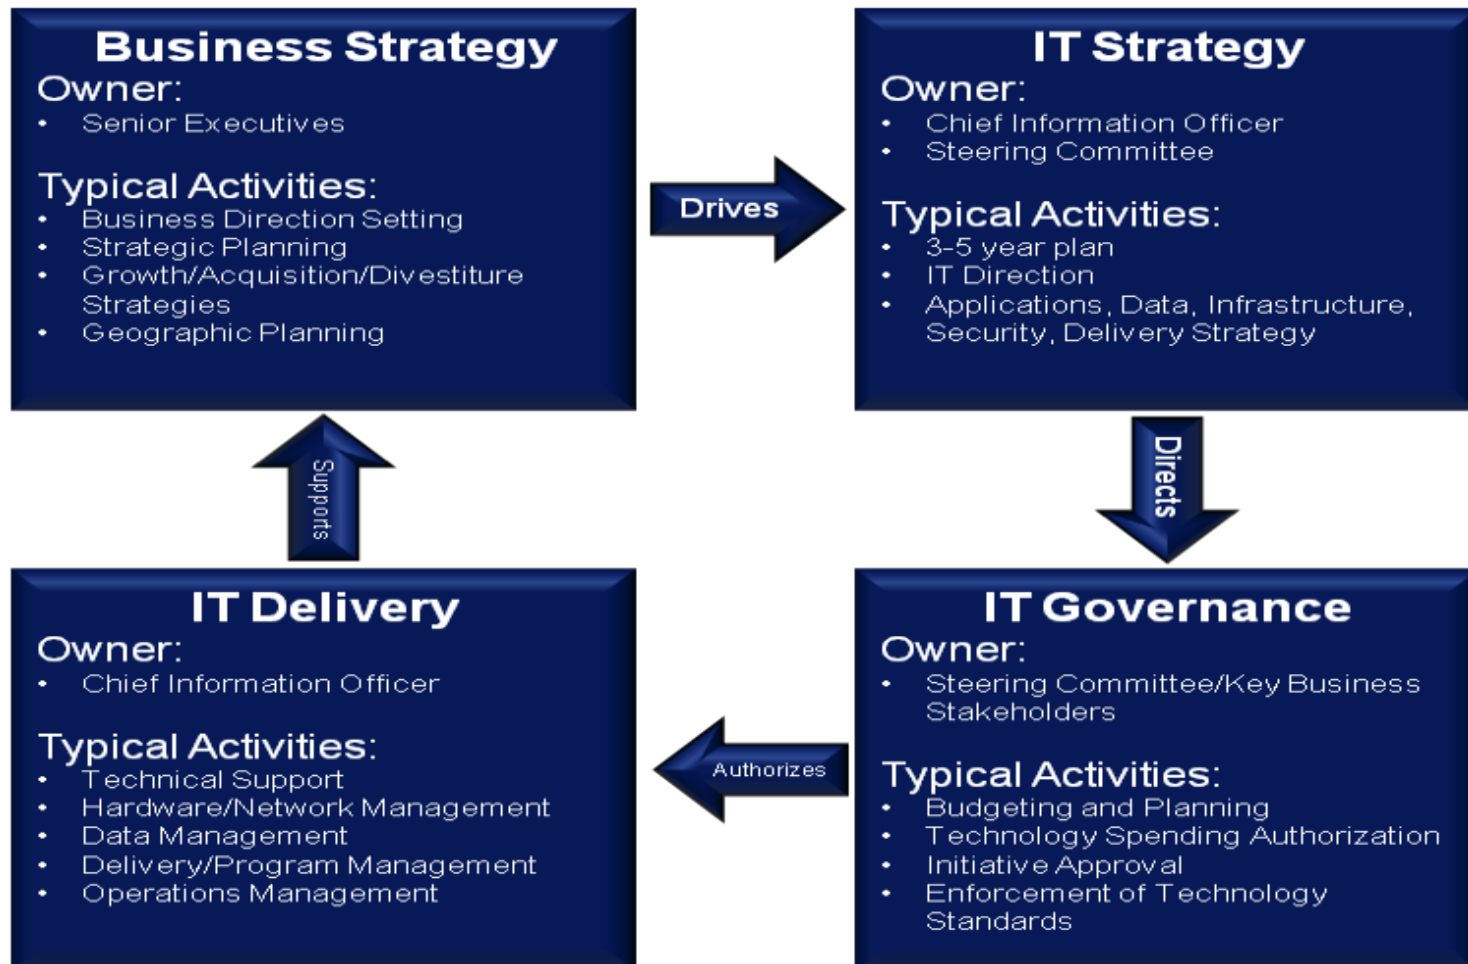 Business Strategy
Owner:
• Senior Executives
Typical Activities:
• Business Direction Setting
• Strategic Planning
• Growth/Acquisition/Divestiture
Strategies
• Geographic Planning
Drives
IT Strategy
Owner:
• Chief Information Officer
• Steering Committee
Typical Activities:
• 3-5 year plan
• IT Direction
• Applications, Data, Infrastructure,
Security, Delivery Strategy
Directs
IT Governance
Owner:
• Steering Committee/Key Business
Stakeholders
Typical Activities:
• Budgeting and Planning
• Technology Spending Authorization
• Initiative Approval
• Enforcement of Technology
Standards
Authorizes
IT Delivery
Owner:
• Chief Information Officer
Typical Activities:
• Technical Support
• Hardware/Network Management
• Data Management
• Delivery/Program Management
• Operations Management
Supports